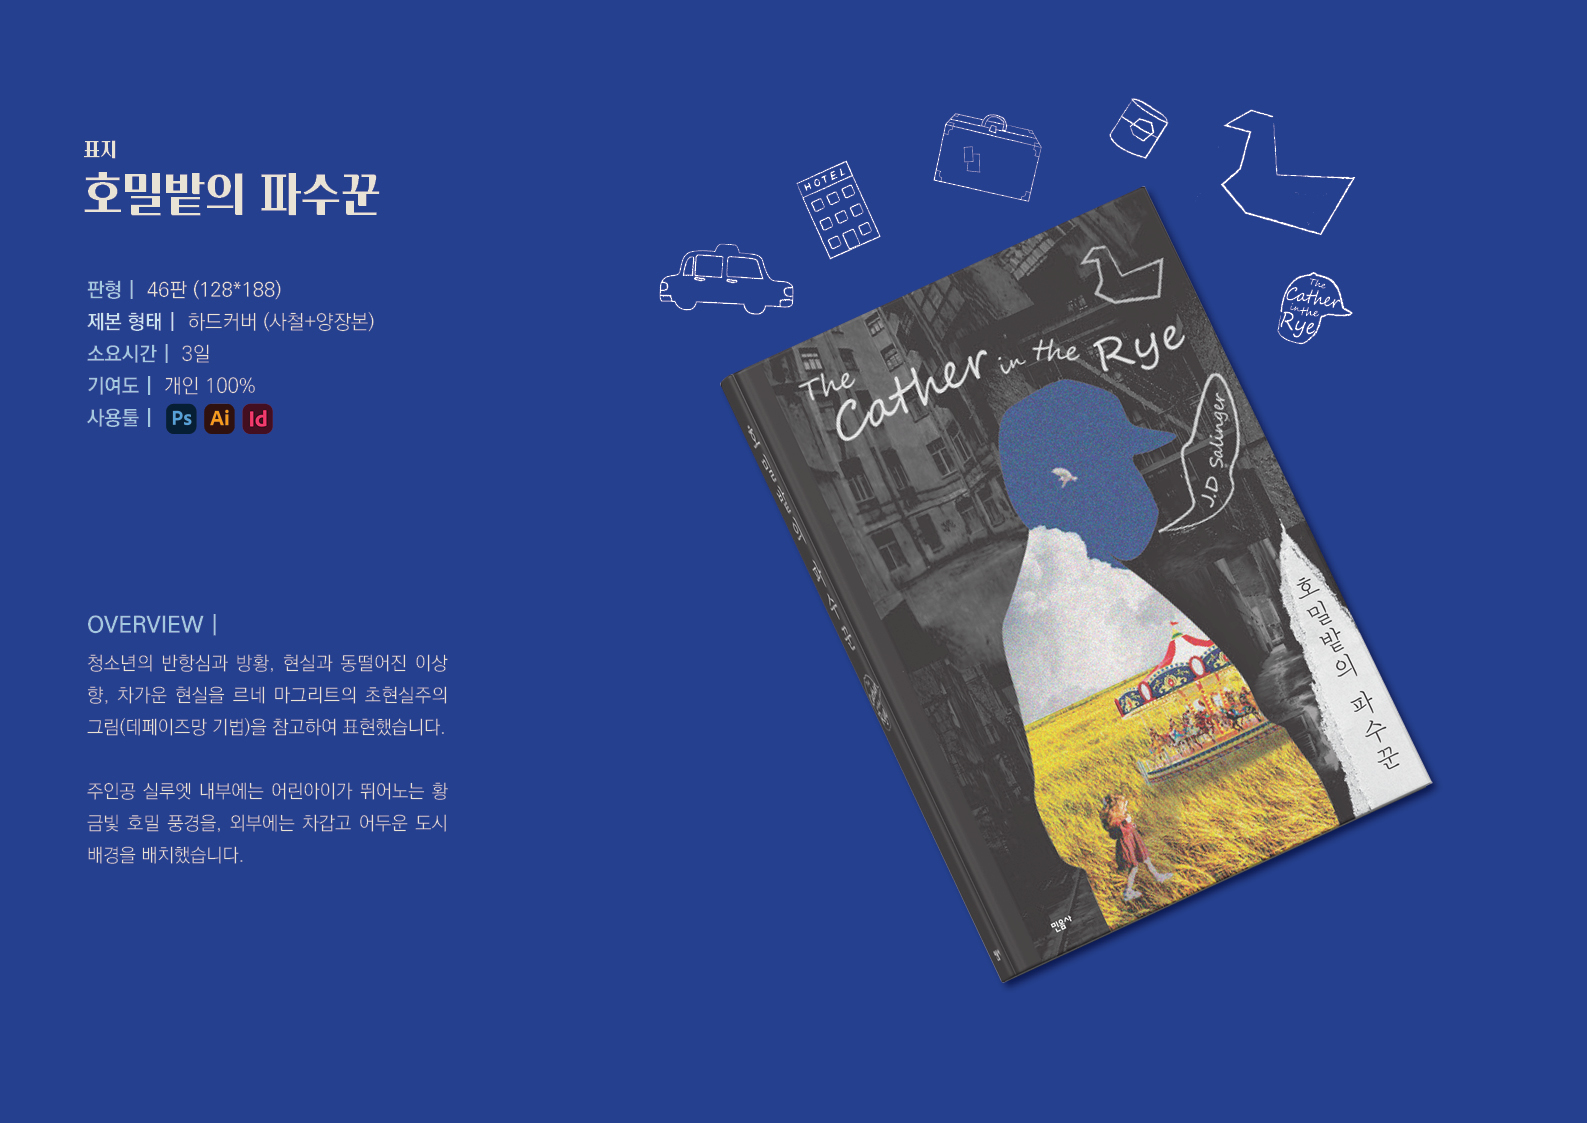 표지
호밀밭의 파수꾼
판형 | 46판 (128*188)
제본 형태 | 하드커버 (사철+양장본)
소요시간 | 3일
기여도 | 개인 100%
사용툴 | Ps Ai Id
OVERVIEW |
청소년의 반항심과 방황, 현실과 동떨어진 이상
향, 차가운 현실을 르네 마그리트의 초현실주의
그림(데페이즈망 기법)을 참고하여 표현했습니다.
주인공 실루엣 내부에는 어린아이가 뛰어노는 황
금빛 호밀 풍경을, 외부에는 차갑고 어두운 도시
배경을 배치했습니다.
HOTEL
The
Cather
in the
Rye
The
Cather in the Rye
J.D Salinger
호밀밭의 파수꾼
호밀밭의 파수꾼
민음사